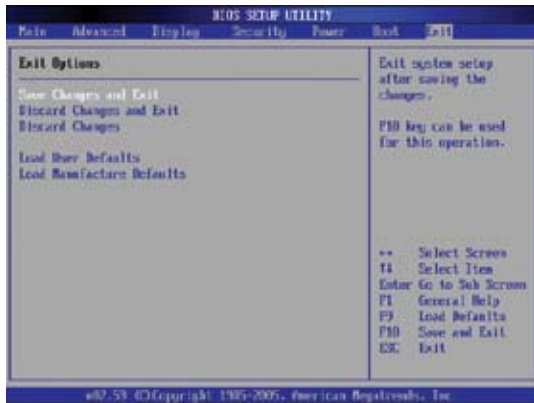 BIOS SETUP UTILITY
Main Advanced Display Security Power Boot Exit
Exit Options
Save Changes and Exit
Discard Changes and Exit
Discard Changes
Load User Defaults
Load Manufacture Defaults
Exit system setup
after saving the
changes.
F10 key can be used
for this operation.
↔ Select Screen
↑↓ Select Item
Enter Go to Sub Screen
F1 General Help
F9 Load Defaults
F10 Save and Exit
ESC Exit
v02.59 (C)Copyright 1985-2005, American Megatrends, Inc